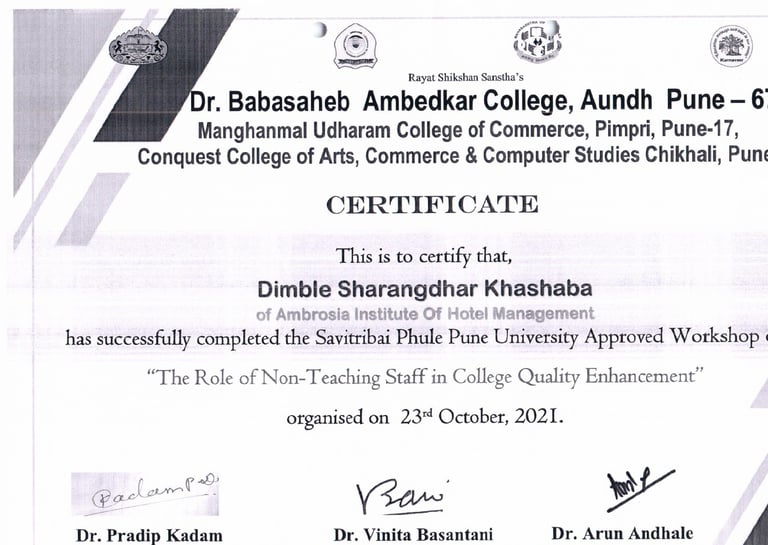 Rayat Shikshan Sanstha's
Dr. Babasaheb Ambedkar College, Aundh Pune – 67
Manghanmal Udharam College of Commerce, Pimpri, Pune-17,
Conquest College of Arts, Commerce & Computer Studies Chikhali, Pune
CERTIFICATE
This is to certify that,
Dimble Sharangdhar Khashaba
of Ambrosia Institute Of Hotel Management
has successfully completed the Savitribai Phule Pune University Approved Workshop
“The Role of Non-Teaching Staff in College Quality Enhancement”
organised on 23rd October, 2021.
Dr. Pradip Kadam
Dr. Vinita Basantani
Dr. Arun Andhale